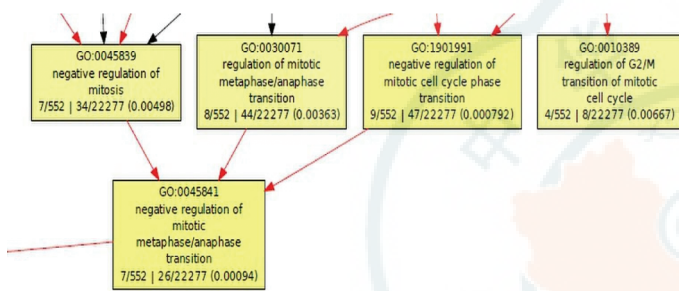 GO:0045839
negative regulation of
mitosis
7/552 | 34/22277 (0.00498)
GO:0030071
regulation of mitotic
metaphase/anaphase
transition
8/552 | 44/22277 (0.00363)
GO:1901991
negative regulation of
mitotic cell cycle phase
transition
9/552 | 47/22277 (0.000792)
GO:0010389
regulation of G2/M
transition of mitotic
cell cycle
4/552 | 8/22277 (0.00667)
GO:0045841
negative regulation of
mitotic
metaphase/anaphase
transition
7/552 | 26/22277 (0.00094)